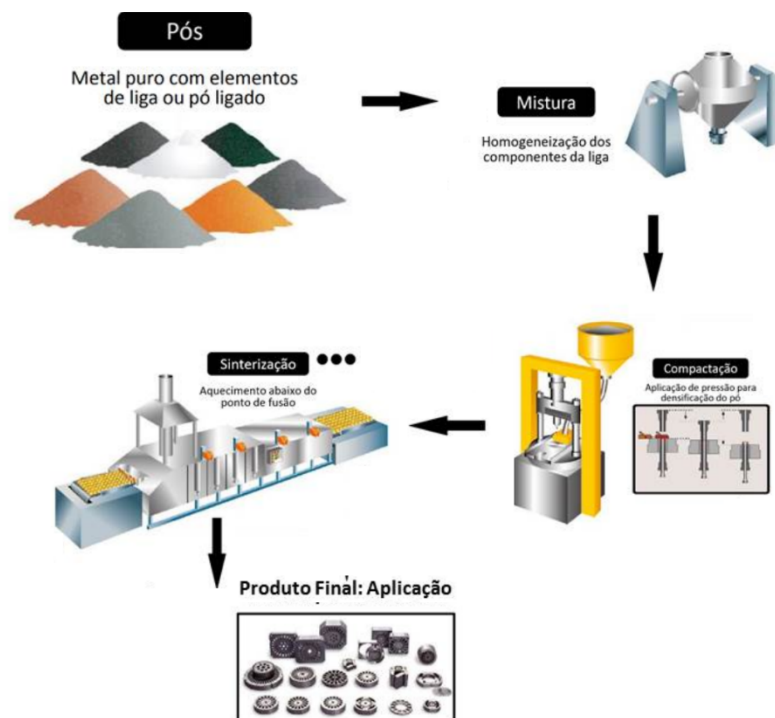 Pós
Metal puro com elementos
de liga ou pó ligado
Mistura
Homogeneização dos
componentes da liga
Compactação
Aplicação de pressão para
densificação do pó
Sinterização
Aquecimento abaixo do
ponto de fusão
Produto Final: Aplicação